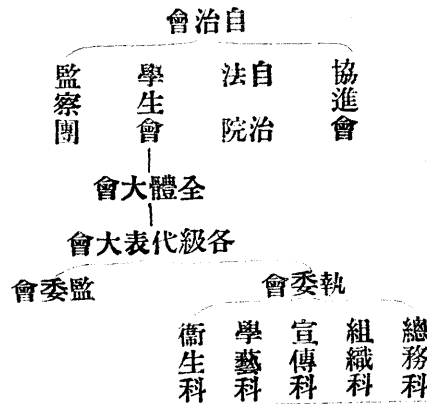 自治會
協進會
自治
法院
學生會
監察團
全體大會
各級代表大會
執委會
監委會
總務科
組織科
宣傳科
學藝科
衞生科